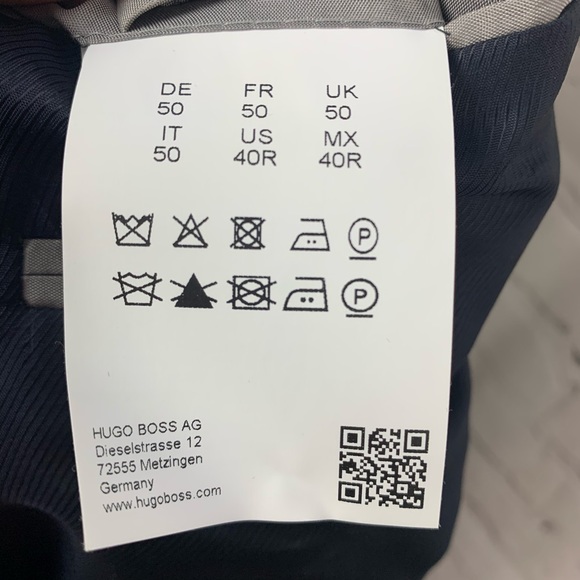 DE FR UK
50 50 50
IT US MX
50 40R 40R
P
P
HUGO BOSS AG
Dieselstrasse 12
72555 Metzingen
Germany
www.hugoboss.com